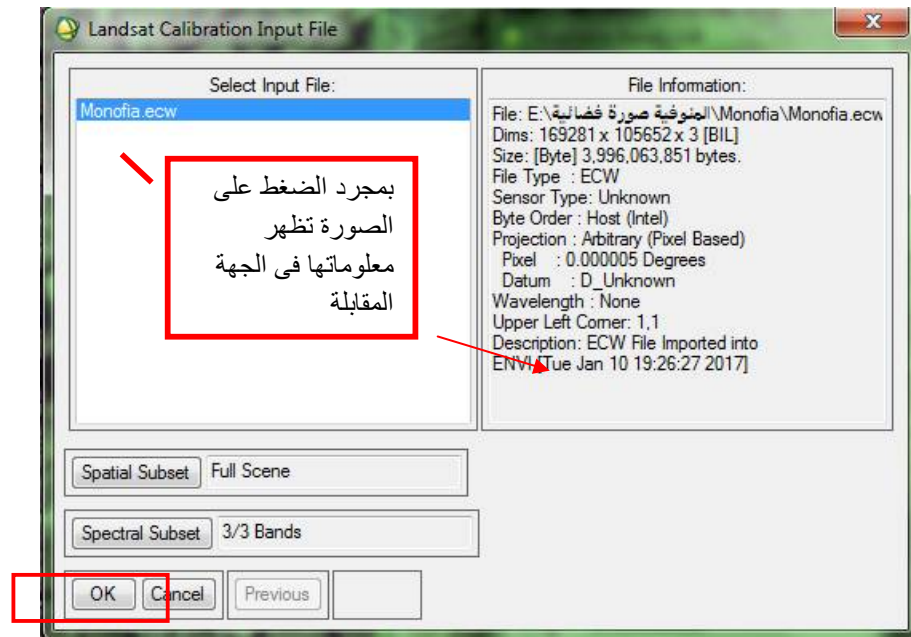 Landsat Calibration Input File
Select Input File:
Monofia.ecw
بمجرد الضغط على
الصورة تظهر
معلوماتها فى الجهة
المقابلة
File Information:
File: E:\المنوفية صورة فضائية\Monofia\Monofia.ecw
Dims: 169281 x 105652 x 3 [BIL]
Size: [Byte] 3,996,063,851 bytes.
File Type : ECW
Sensor Type: Unknown
Byte Order : Host (Intel)
Projection : Arbitrary (Pixel Based)
Pixel : 0.000005 Degrees
Datum : D_Unknown
Wavelength : None
Upper Left Corner: 1,1
Description: ECW File Imported into
ENVI [Tue Jan 10 19:26:27 2017]
Spatial Subset Full Scene
Spectral Subset 3/3 Bands
OK Cancel Previous